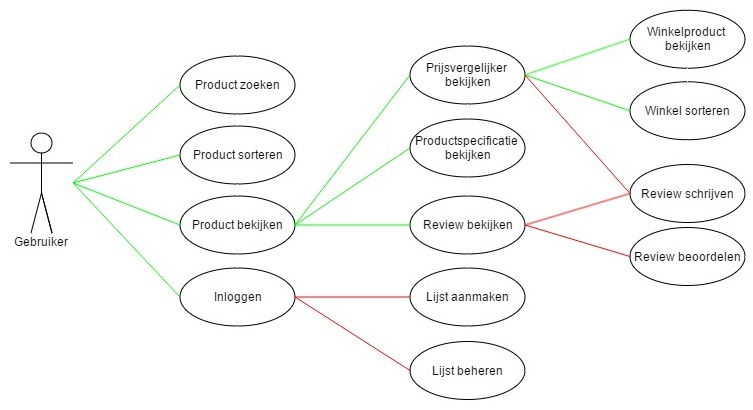 Gebruiker
Product zoeken
Product sorteren
Product bekijken
Inloggen
Prijsvergelijker
bekijken
Productspecificatie
bekijken
Review bekijken
Lijst aanmaken
Lijst beheren
Winkelproduct
bekijken
Winkel sorteren
Review schrijven
Review beoordelen